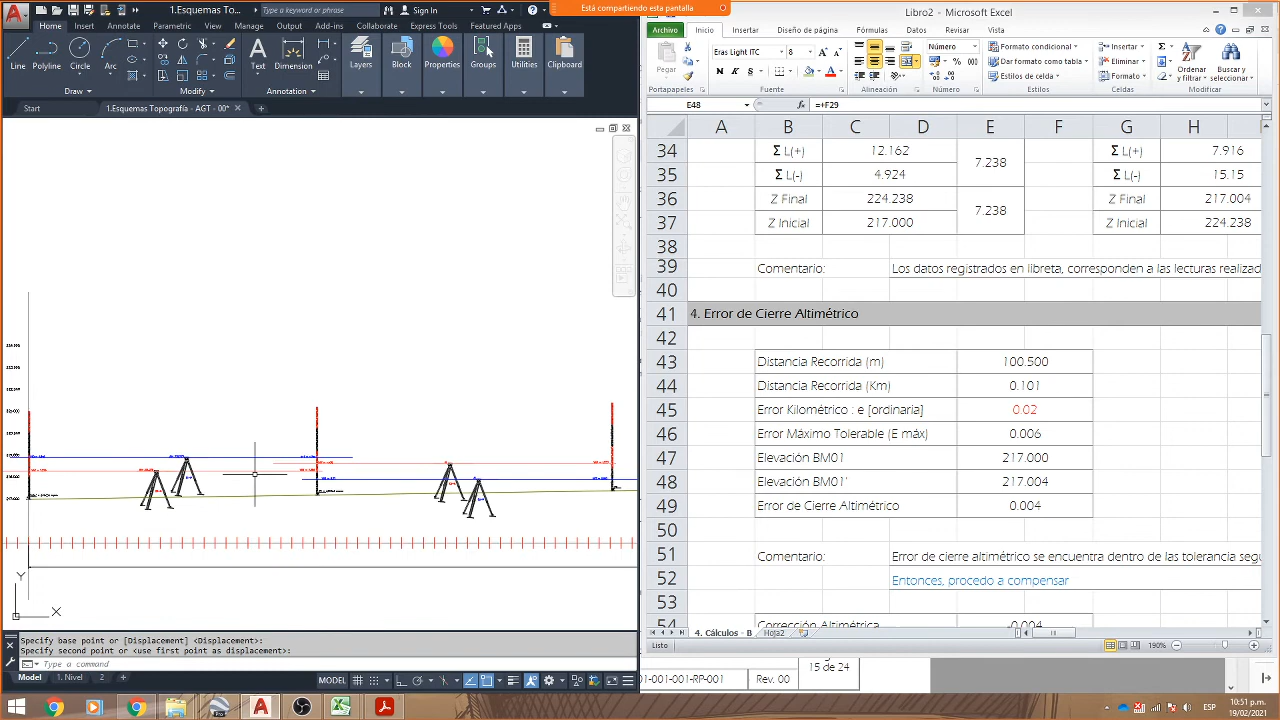 Está compartiendo esta pantalla
1.Esquemas To...
Sign In
Libro2 - Microsoft Excel
Home
Insert
Annotate
Parametric
View
Manage
Output
Add-ins
Collaborate
Express Tools
Featured Apps
Archivo
Inicio
Insertar
Diseño de página
Fórmulas
Datos
Revisar
Vista
Line
Polyline
Circle
Arc
Text
Dimension
Layers
Block
Properties
Groups
Utilities
Clipboard
Draw
Modify
Annotation
Pegar
Eras Light ITC
8
N K S
Número
Formato condicional
Dar formato como tabla
Estilos de celda
Insertar
Eliminar
Formato
Ordenar y filtrar
Buscar y seleccionar
Portapapeles
Fuente
Alineación
Número
Estilos
Celdas
Modificar
Start
1.Esquemas Topografía - AGT - 00*
E48
=+F29
A B C D E F G H
34 Σ L(+) 12.162 7.238 Σ L(+) 7.916
35 Σ L(-) 4.924 Σ L(-) 15.15
36 Z Final 224.238 7.238 Z Final 217.004
37 Z Inicial 217.000 Z Inicial 224.238
38
39 Comentario: Los datos registrados en libreta, corresponden a las lecturas realizad
40
41 4. Error de Cierre Altimétrico
42
43 Distancia Recorrida (m) 100.500
44 Distancia Recorrida (Km) 0.101
45 Error Kilométrico : e [ordinaria] 0.02
46 Error Máximo Tolerable (E máx) 0.006
47 Elevación BM01 217.000
48 Elevación BM01' 217.004
49 Error de Cierre Altimétrico 0.004
50
51 Comentario: Error de cierre altimétrico se encuentra dentro de las tolerancia segú
52 Entonces, procedo a compensar
53
54 Corrección Altimétrica -0.004
Y
X
Specify base point or [Displacement] <Displacement>:
Specify second point or <use first point as displacement>:
Type a command
Model
1. Nivel
2
MODEL
4. Cálculos - B
Hoja2
Listo
190%
15 de 24
01-001-001-RP-001
Rev. 00
ESP
10:51 p.m.
19/02/2021